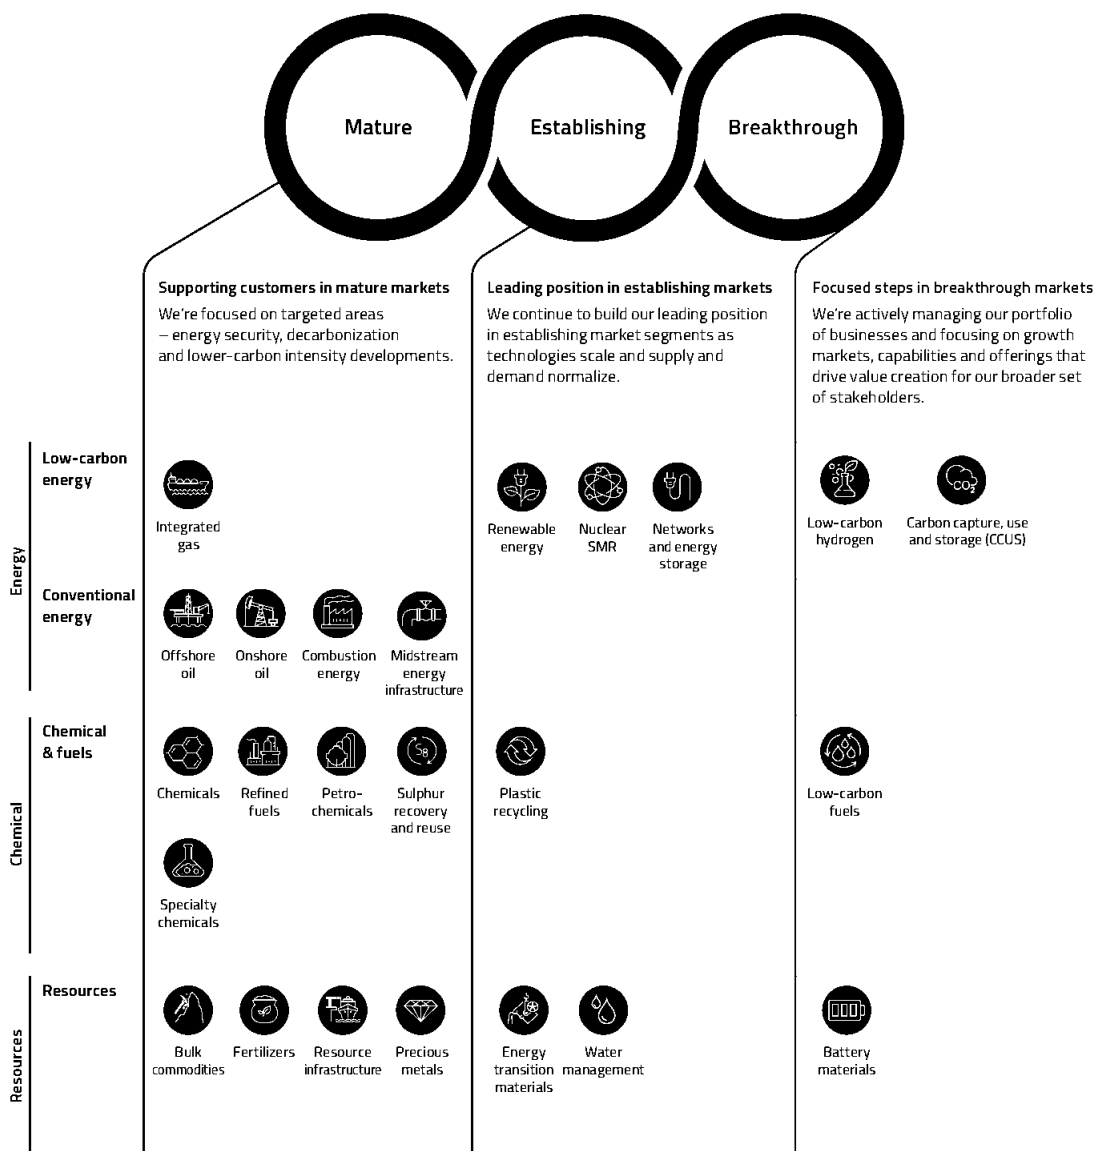 Mature
Establishing
Breakthrough
Supporting customers in mature markets
We're focused on targeted areas
– energy security, decarbonization
and lower-carbon intensity developments.
Leading position in establishing markets
We continue to build our leading position
in establishing market segments as
technologies scale and supply and
demand normalize.
Focused steps in breakthrough markets
We're actively managing our portfolio
of businesses and focusing on growth
markets, capabilities and offerings that
drive value creation for our broader set
of stakeholders.
Energy
Low-carbon
energy
Integrated
gas
Renewable
energy
Nuclear
SMR
Networks
and energy
storage
Low-carbon
hydrogen
CO2
Carbon capture, use
and storage (CCUS)
Conventional
energy
Offshore
oil
Onshore
oil
Combustion
energy
Midstream
energy
infrastructure
Chemical
Chemical
& fuels
Chemicals
Refined
fuels
Petro-
chemicals
S8
Sulphur
recovery
and reuse
Plastic
recycling
Low-carbon
fuels
Specialty
chemicals
Resources
Resources
Bulk
commodities
Fertilizers
Resource
infrastructure
Precious
metals
Energy
transition
materials
Water
management
Battery
materials